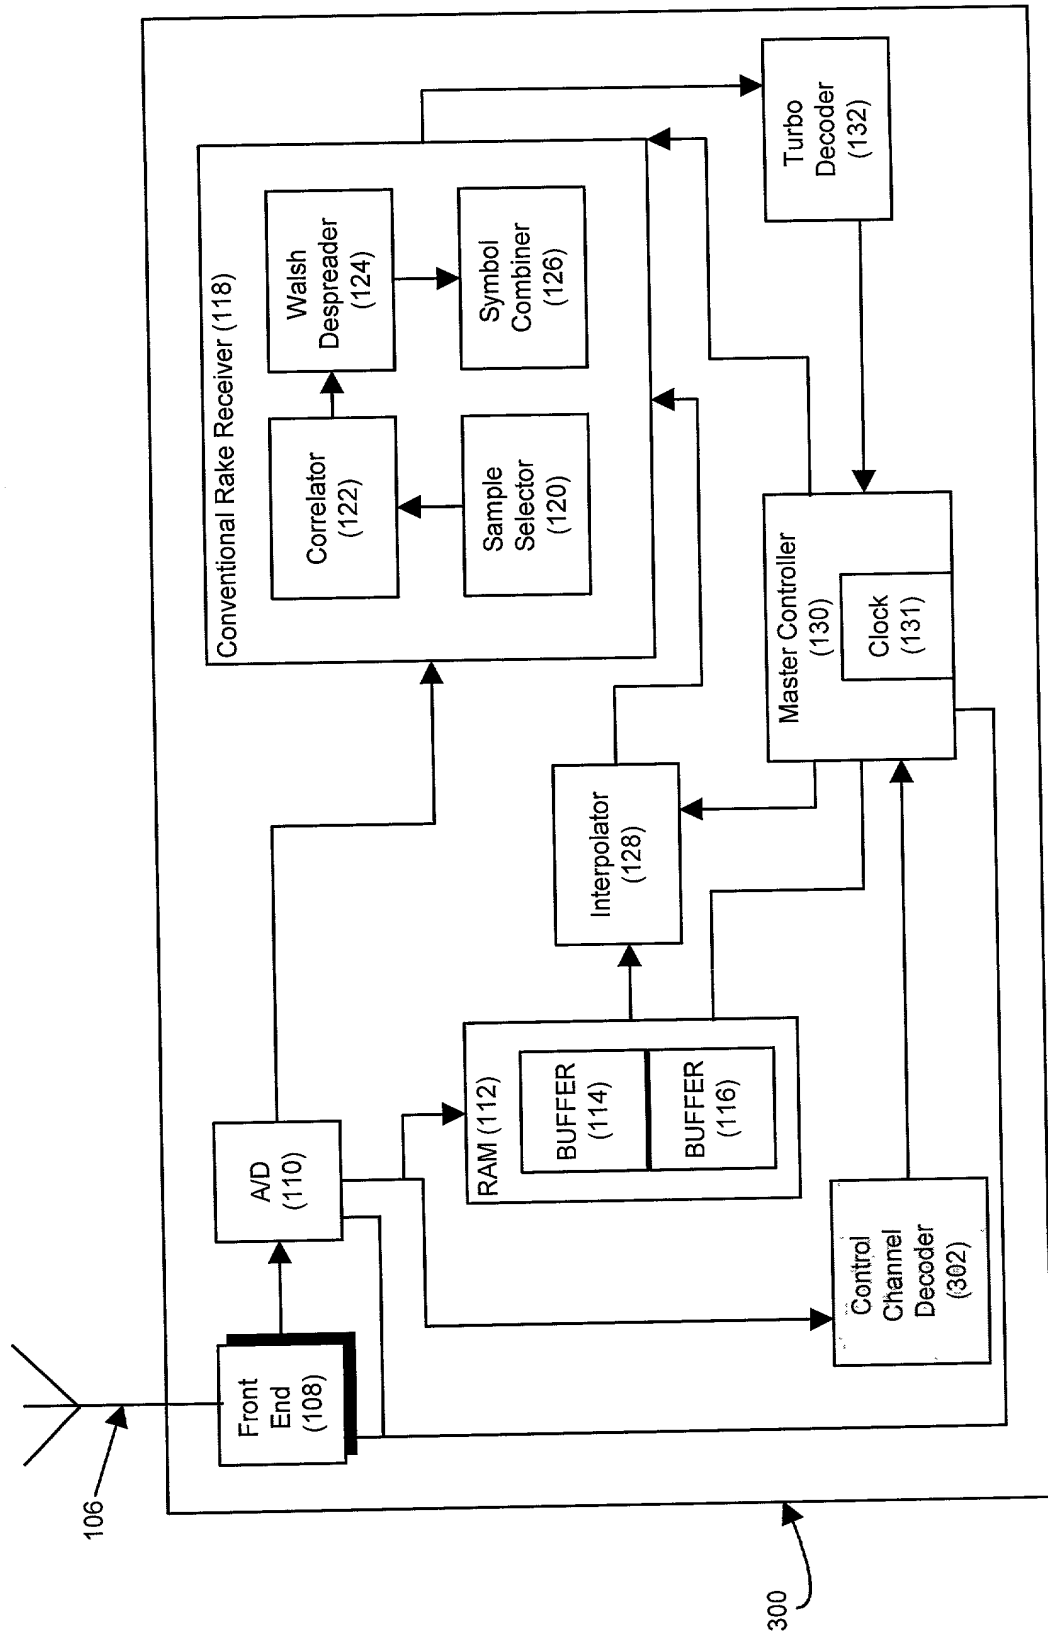 106
Front
End
(108)
A/D
(110)
Conventional Rake Receiver (118)
Correlator
(122)
Walsh
Despreader
(124)
Sample
Selector
(120)
Symbol
Combiner
(126)
RAM (112)
BUFFER
(114)
BUFFER
(116)
Interpolator
(128)
Control
Channel
Decoder
(302)
Master Controller
(130)
Clock
(131)
Turbo
Decoder
(132)
300